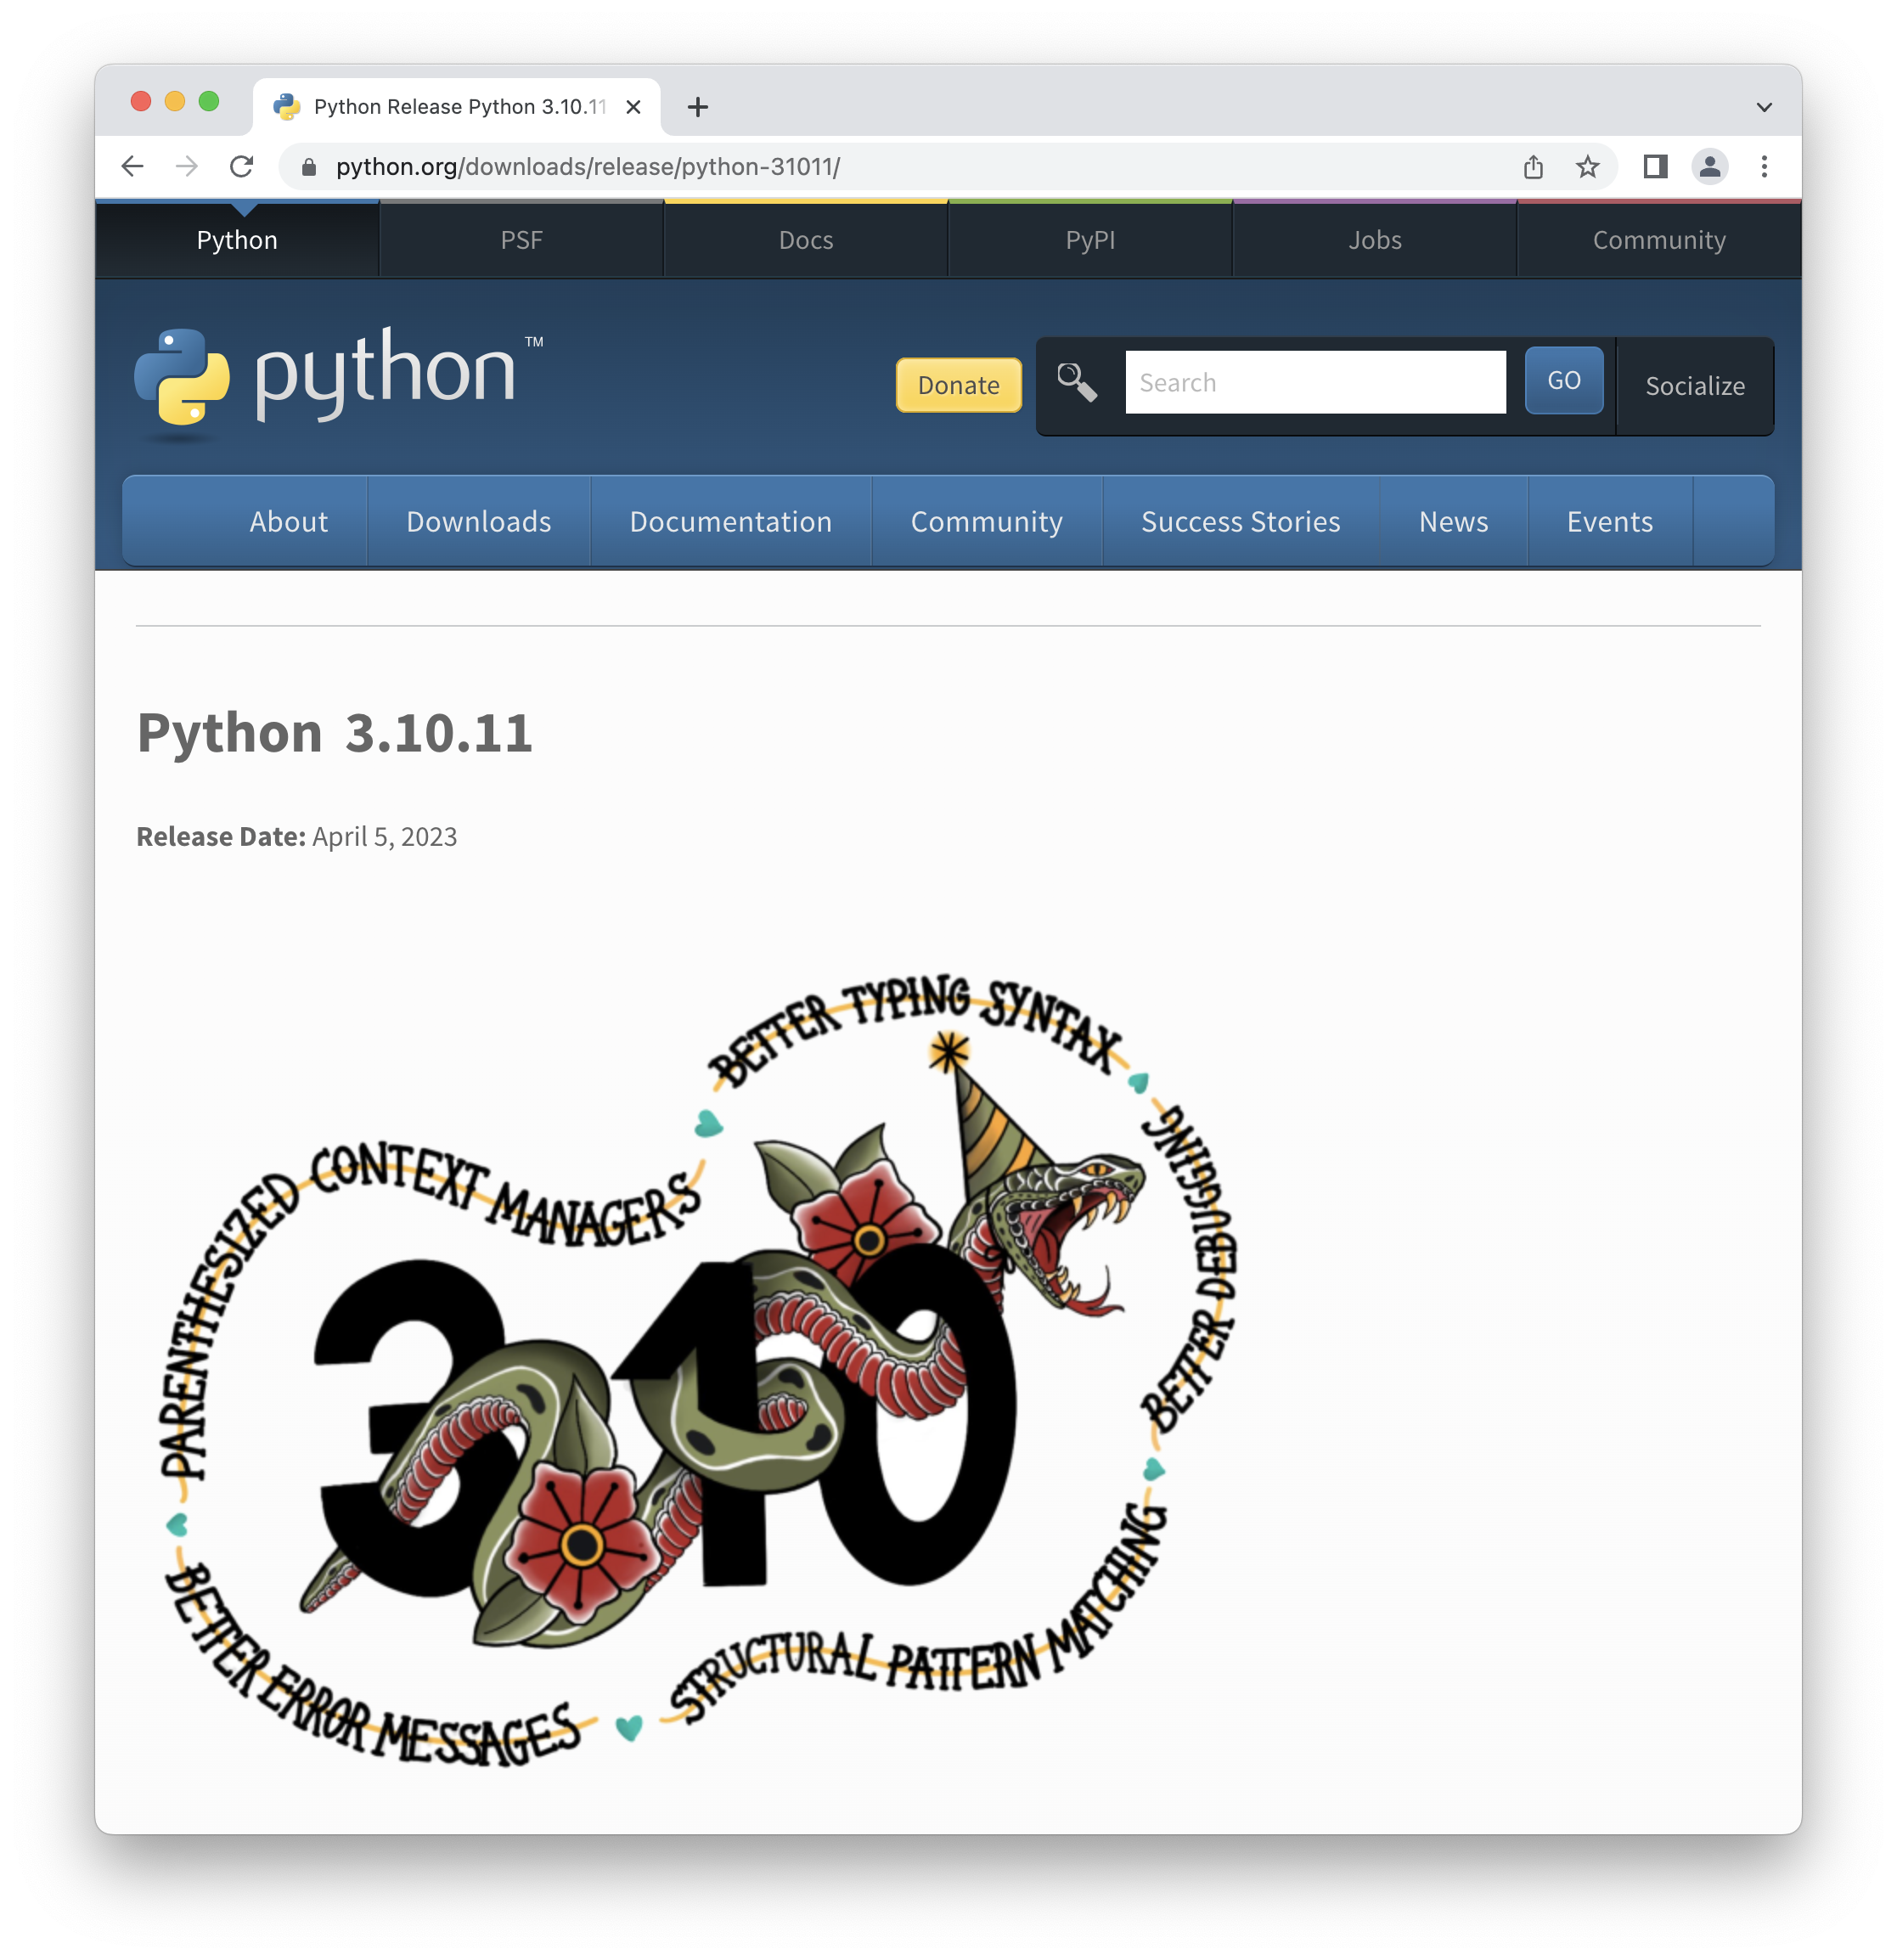 Python Release Python 3.10.11
python.org/downloads/release/python-31011/
Python PSF Docs PyPI Jobs Community
python™
Donate Search GO Socialize
About Downloads Documentation Community Success Stories News Events
Python 3.10.11
Release Date: April 5, 2023
PARENTHESIZED CONTEXT MANAGERS
BETTER TYPING SYNTAX
BETTER DEBUGGING
3.10
STRUCTURAL PATTERN MATCHING
BETTER ERROR MESSAGES